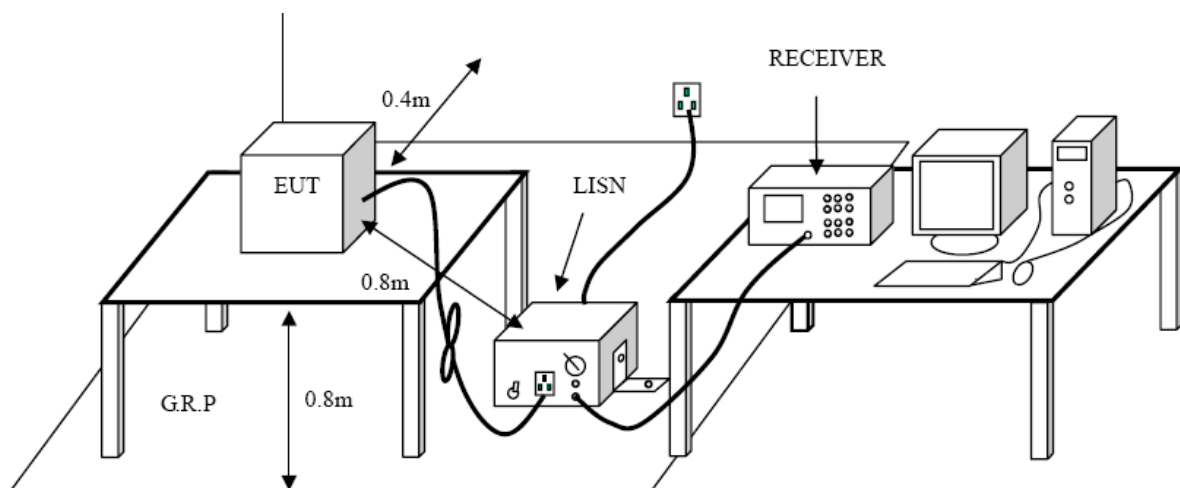 RECEIVER
0.4m
EUT
LISN
0.8m
G.R.P
0.8m